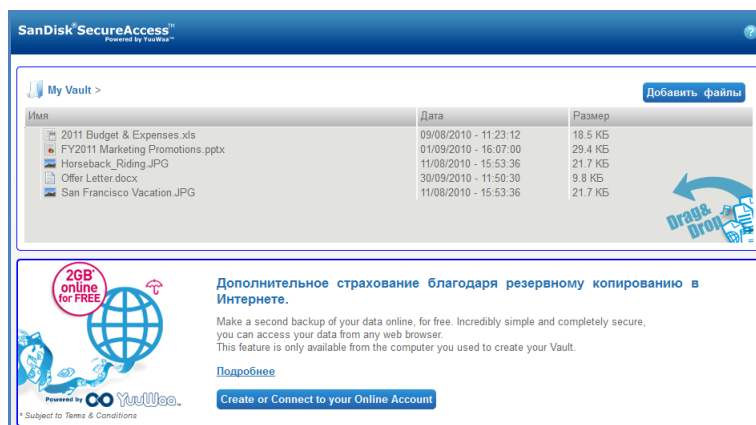 SanDisk®SecureAccess™
Powered by YuuWaa™
?
My Vault >
Добавить файлы
Имя Дата Размер
2011 Budget & Expenses.xls 09/08/2010 - 11:23:12 18.5 КБ
FY2011 Marketing Promotions.pptx 01/09/2010 - 16:07:00 29.4 КБ
Horseback_Riding.JPG 11/08/2010 - 15:53:36 21.7 КБ
Offer Letter.docx 30/09/2010 - 11:50:30 9.8 КБ
San Francisco Vacation.JPG 11/08/2010 - 15:53:36 21.7 КБ
Drag&
Drop
2GB*
online
for FREE
Дополнительное страхование благодаря резервному копированию в
Интернете.
Make a second backup of your data online, for free. Incredibly simple and completely secure,
you can access your data from any web browser.
This feature is only available from the computer you used to create your Vault.
Подробнее
Powered by YuuWaa™
Create or Connect to your Online Account
* Subject to Terms & Conditions